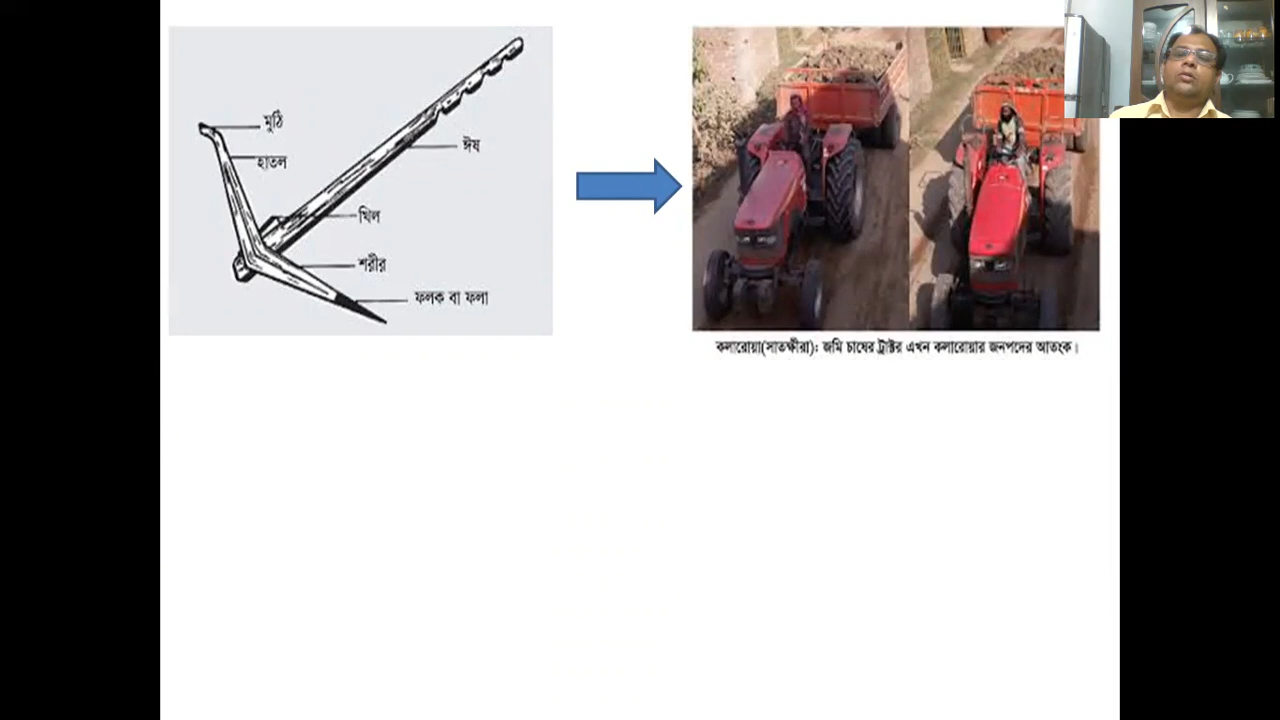 মুঠি
হাতল
ঈষ
খিল
শরীর
ফলক বা ফলা
কলারোয়া(সাতক্ষীরা): জমি চাষের ট্রাক্টর এখন কলারোয়ার জনপদের আতংক।